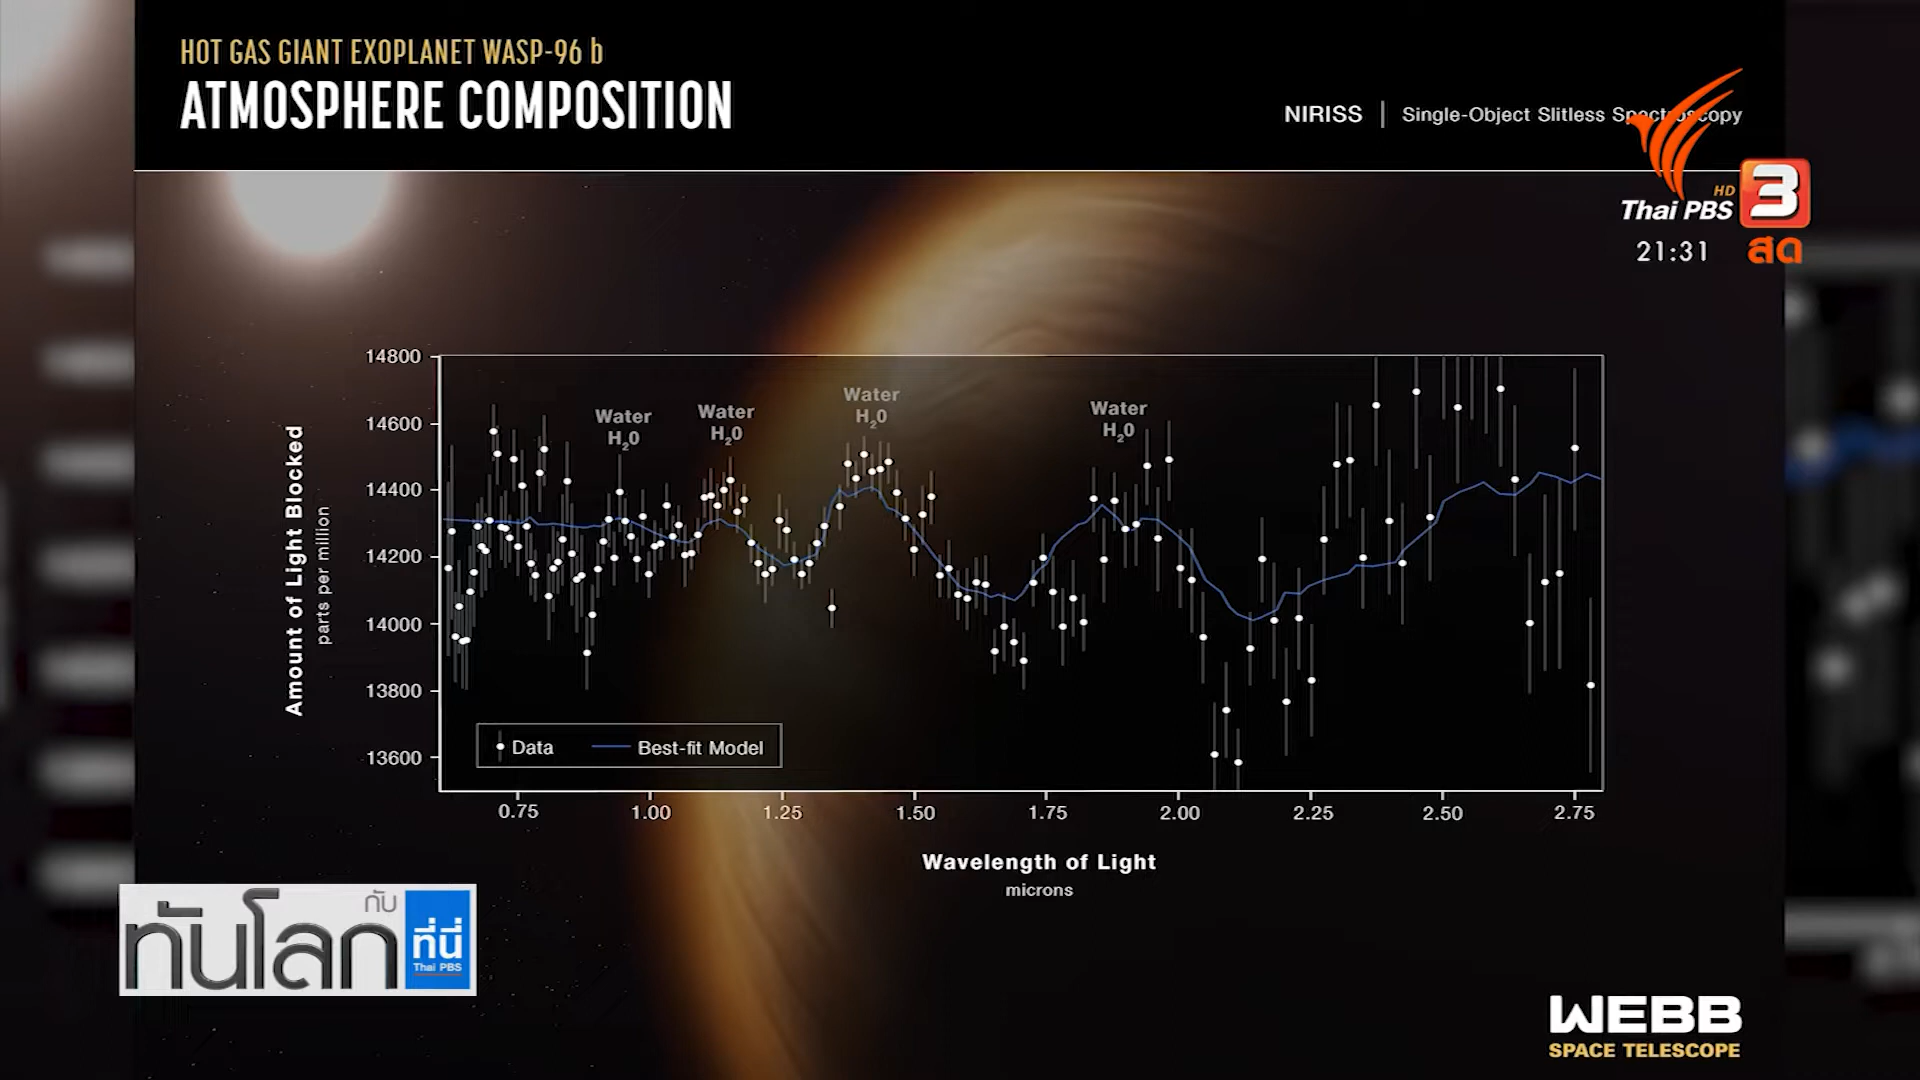 HOT GAS GIANT EXOPLANET WASP-96 b
ATMOSPHERE COMPOSITION
NIRISS | Single-Object Slitless Spectroscopy
HD
Thai PBS
3
21:31
สด
14800
14600
14400
14200
14000
13800
13600
Amount of Light Blocked
parts per million
Water
H₂0
Water
H₂0
Water
H₂0
Water
H₂0
Data
Best-fit Model
0.75 1.00 1.25 1.50 1.75 2.00 2.25 2.50 2.75
Wavelength of Light
microns
ทันโลก
กับ
ที่นี่
Thai PBS
WEBB
SPACE TELESCOPE